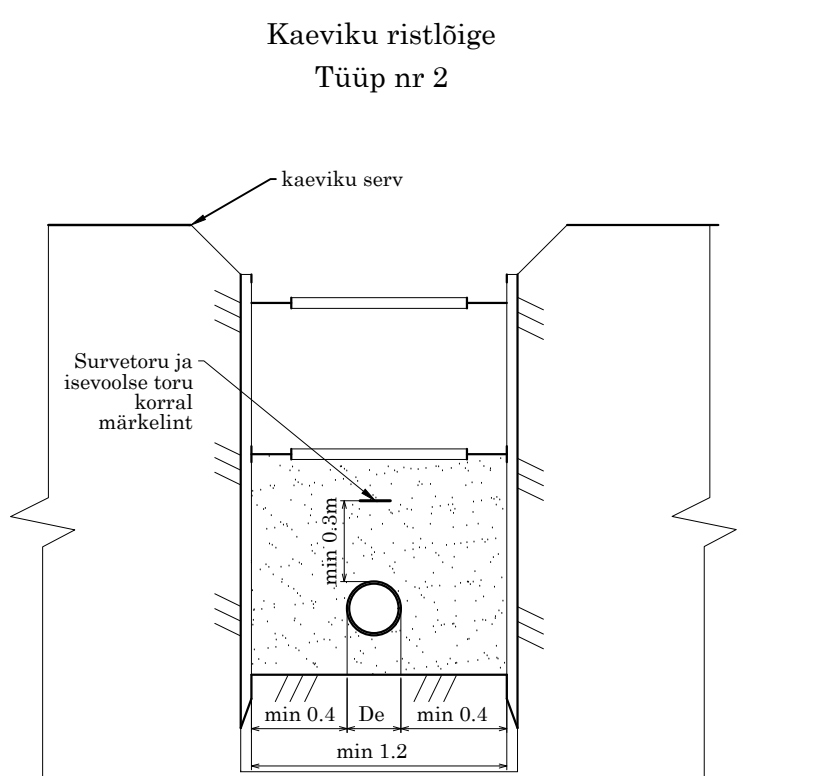 Kaeviku ristlõige
Tüüp nr 2
kaeviku serv
Survetoru ja
isevoolse toru
korral
märkelint
min 0.3m
min 0.4
De
min 0.4
min 1.2